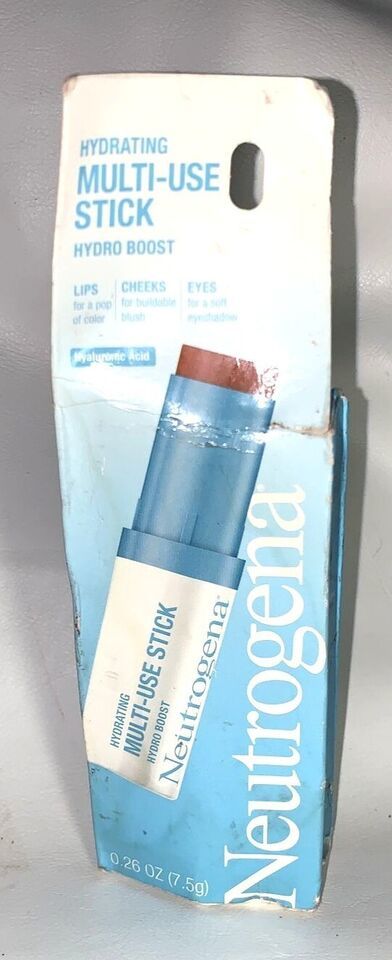 HYDRATING
MULTI-USE
STICK
HYDRO BOOST
LIPS
for a pop
of color
CHEEKS
for buildable
blush
EYES
for a soft
eyeshadow
Hyaluronic Acid
HYDRATING
MULTI-USE STICK
HYDRO BOOST
Neutrogena
Neutrogena
0.26 OZ (7.5g)